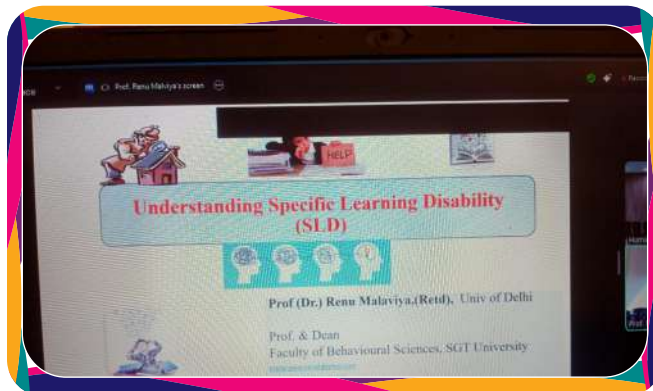 Prof. Renu Malviya's screen
HELP
Understanding Specific Learning Disability
(SLD)
Prof (Dr.) Renu Malaviya,(Retd), Univ of Delhi
Prof. & Dean
Faculty of Behavioural Sciences, SGT University